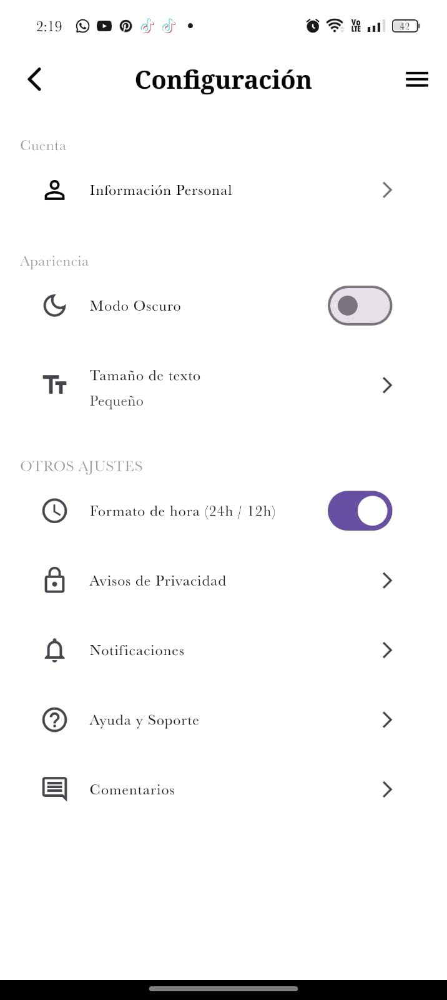 2:19 Vo LTE 42
Configuración
Cuenta
Información Personal
Apariencia
Modo Oscuro
Tamaño de texto
Pequeño
OTROS AJUSTES
Formato de hora (24h / 12h)
Avisos de Privacidad
Notificaciones
Ayuda y Soporte
Comentarios